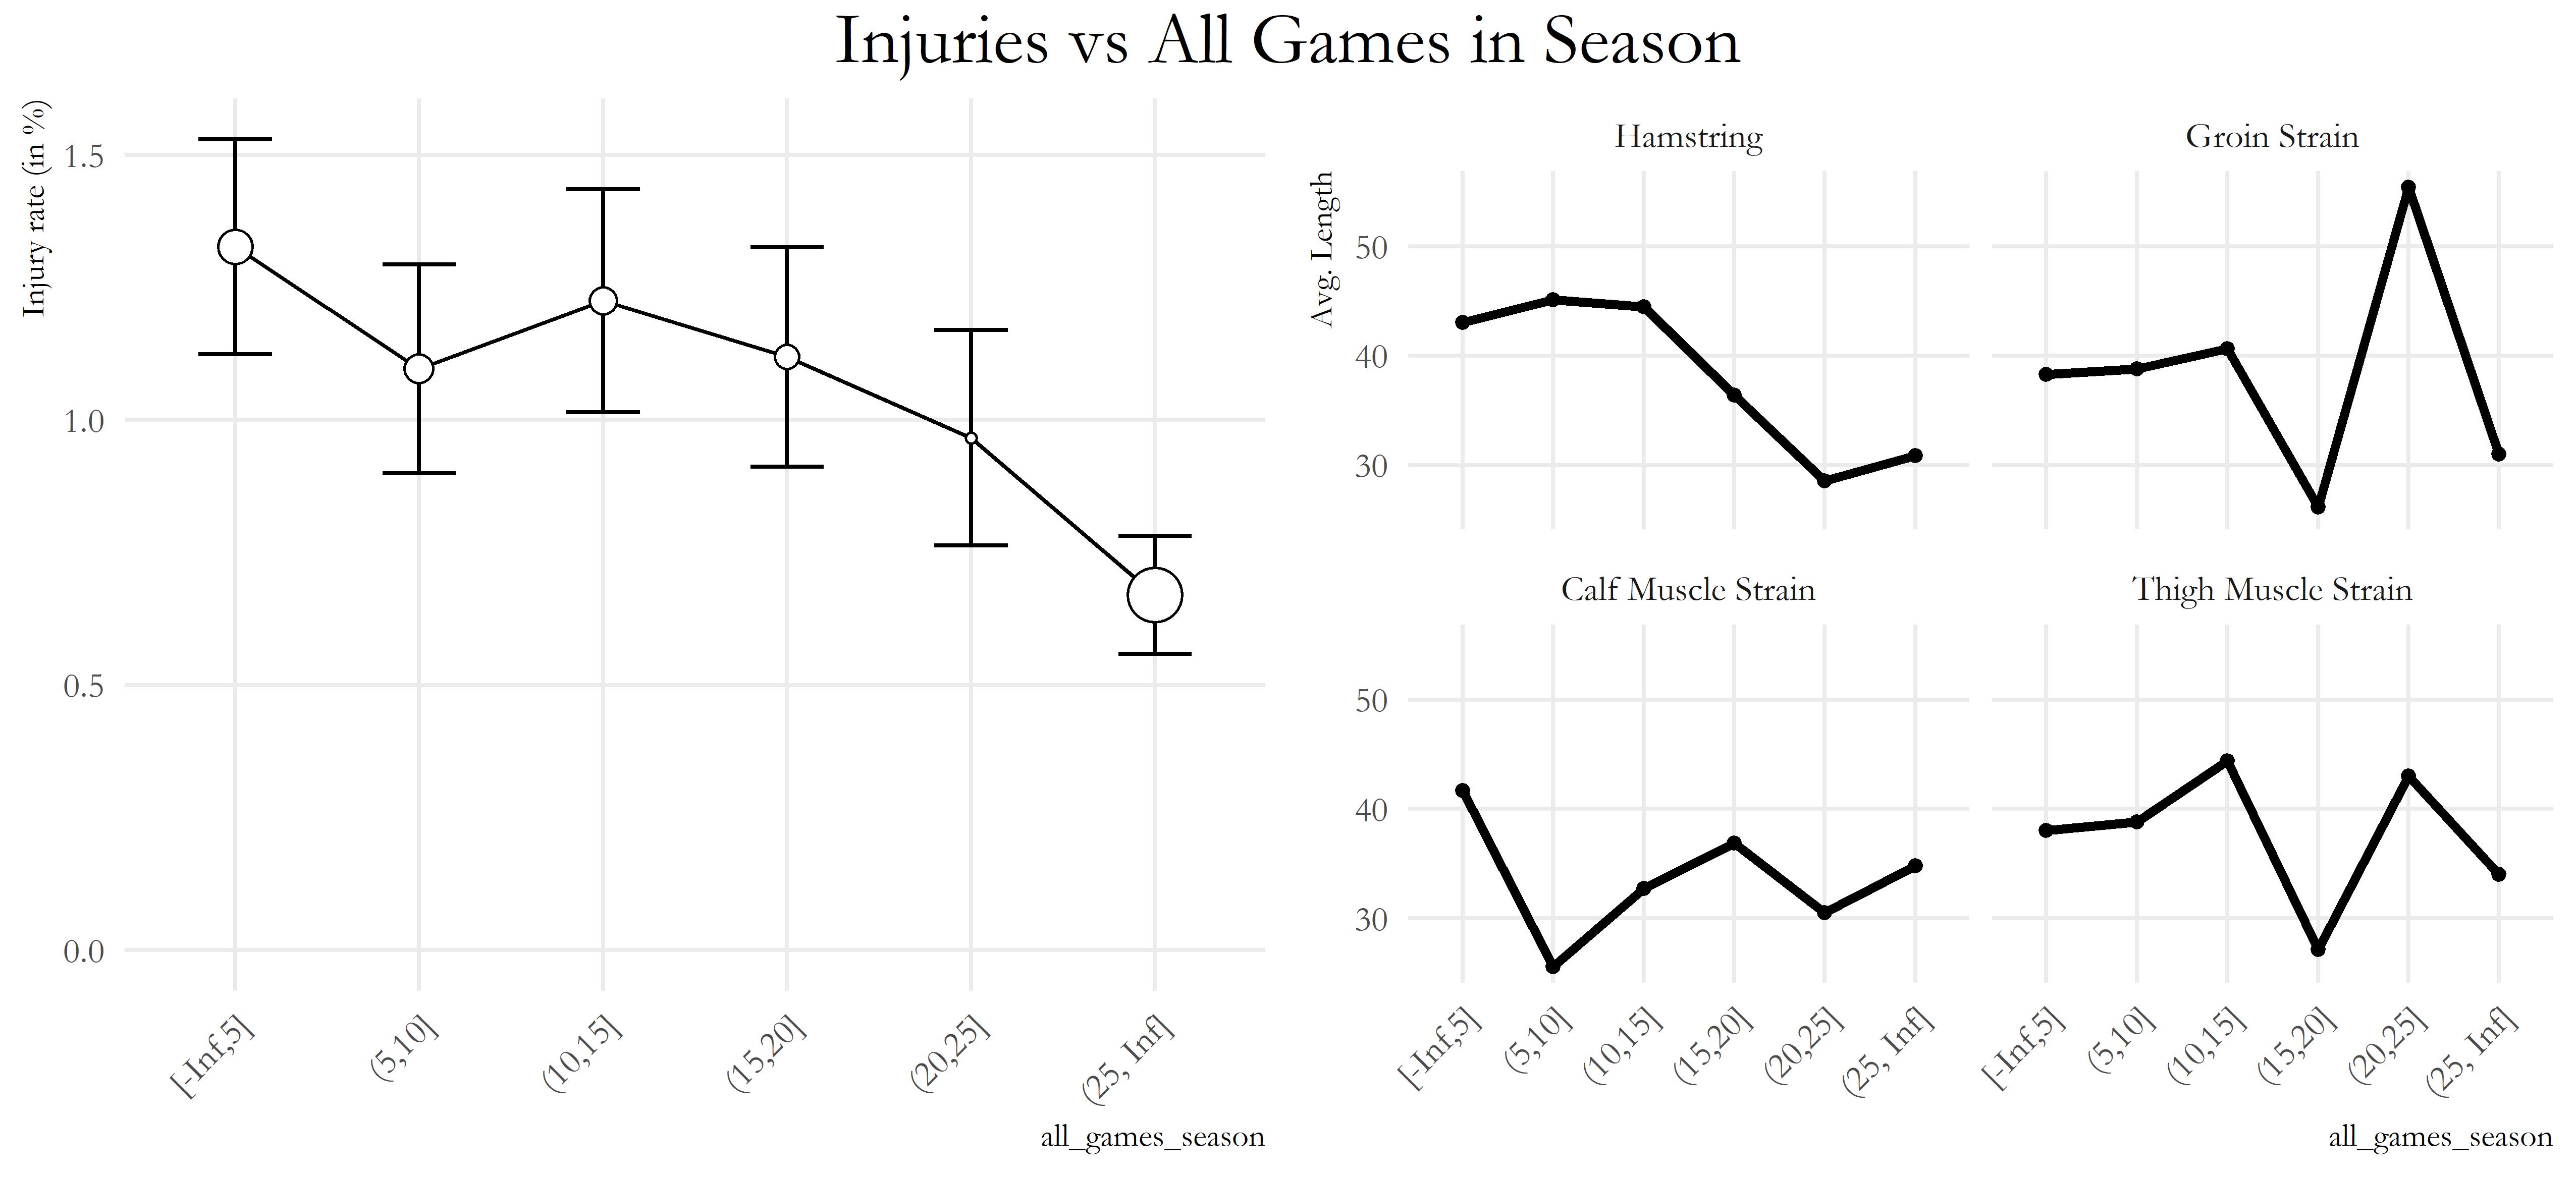 Injuries vs All Games in Season
Injury rate (in %)
1.5
1.0
0.5
0.0
[-Inf,5]
(5,10]
(10,15]
(15,20]
(20,25]
(25, Inf]
all_games_season
Avg. Length
Hamstring
50
40
30
Groin Strain
Calf Muscle Strain
50
40
30
Thigh Muscle Strain
[-Inf,5]
(5,10]
(10,15]
(15,20]
(20,25]
(25, Inf]
[-Inf,5]
(5,10]
(10,15]
(15,20]
(20,25]
(25, Inf]
all_games_season